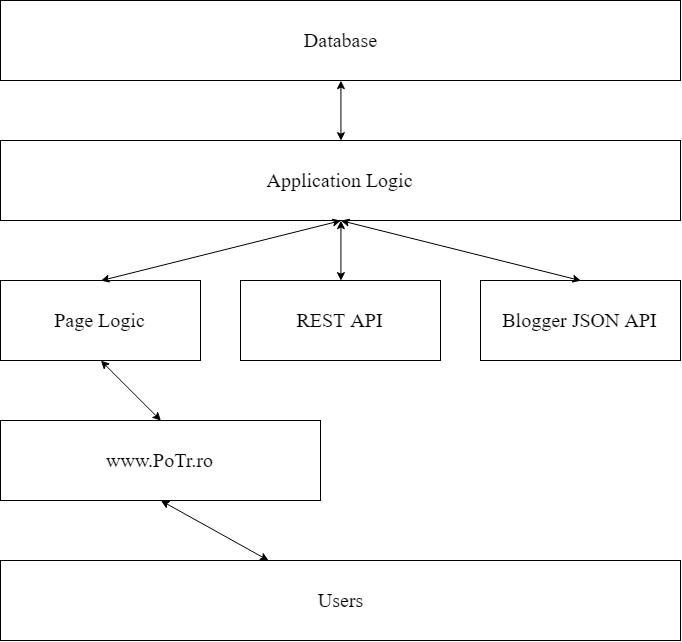 Database
Application Logic
Page Logic
REST API
Blogger JSON API
www.PoTr.ro
Users